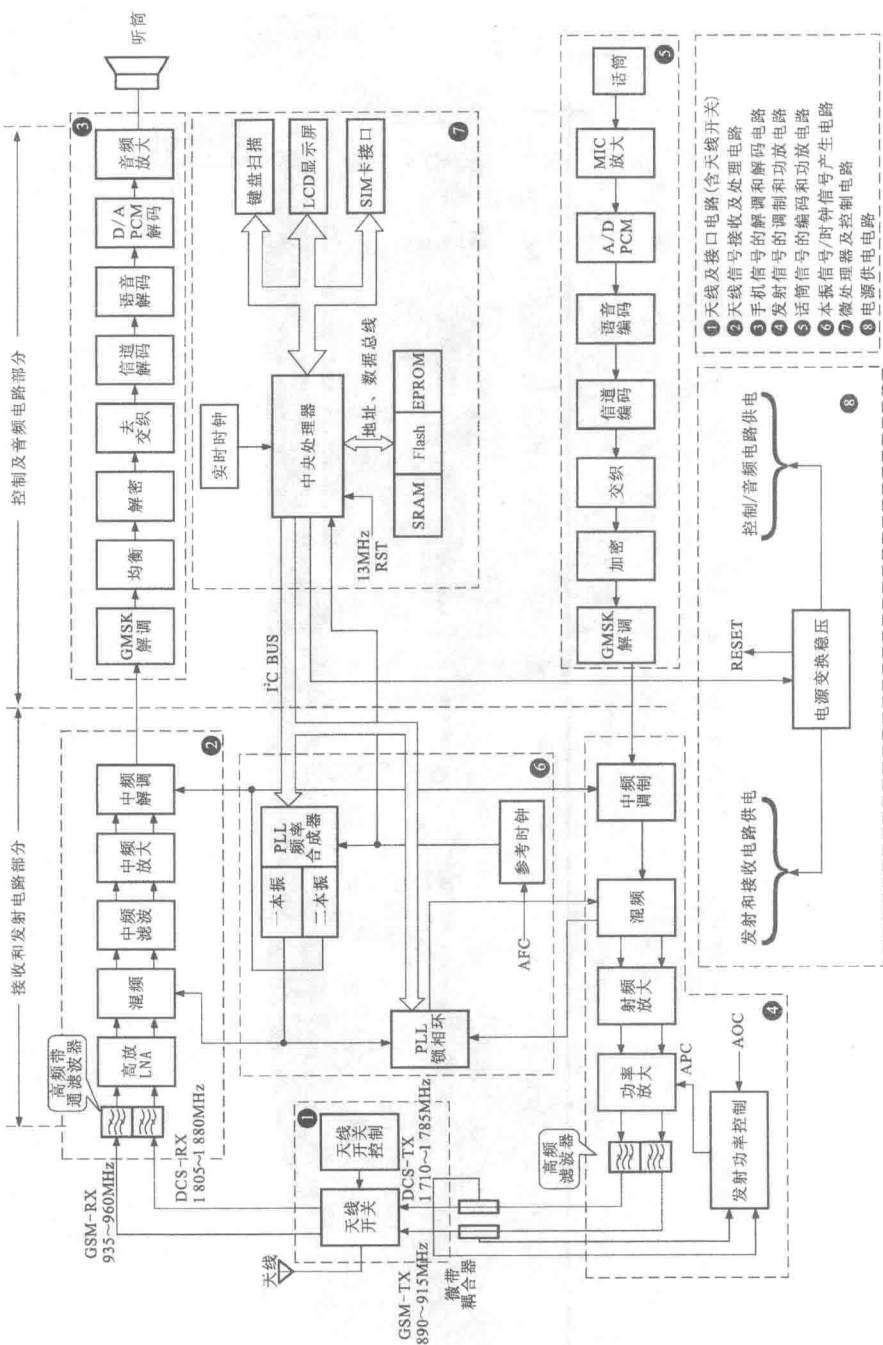 接收和发射电路部分
控制及音频电路部分
GSM-RX
935~960MHz
DCS-RX
1805~1880MHz
高频带
通滤波器
高放
LNA
混频
中频
滤波
中频
放大
中频
解调
❷
GMSK
解调
均衡
解密
去
交织
信道
解码
语音
解码
D/A
PCM
解码
音频
放大
❸
听筒
天线
天线
开关
天线
开关
控制
❶
GSM-TX
890~915MHz
DCS-TX
1710~1785MHz
微带
耦合器
二本振
二本振
PLL
频率
合成器
PLL
锁相环
AFC
参考时钟
❻
I²C BUS
13MHz
RST
实时时钟
中央处理器
地址、数据总线
SRAM
Flash
EPROM
键盘扫描
LCD显示屏
SIM卡接口
❼
高频
滤波器
功率
放大
射频
放大
混频
中频
调制
APC
AOC
发射功率控制
❹
GMSK
解调
加密
交织
信道
编码
语音
编码
A/D
PCM
MIC
放大
话筒
❺
发射和接收电路供电
RESET
电源变换稳压
控制/音频电路供电
❽
❶天线及接口电路(含天线开关)
❷天线信号接收及处理电路
❸手机信号的解调和解码电路
❹发射信号的调制和功放电路
❺话筒信号的编码和功放电路
❻本振信号/时钟信号产生电路
❼微处理器及控制电路
❽电源供电电路